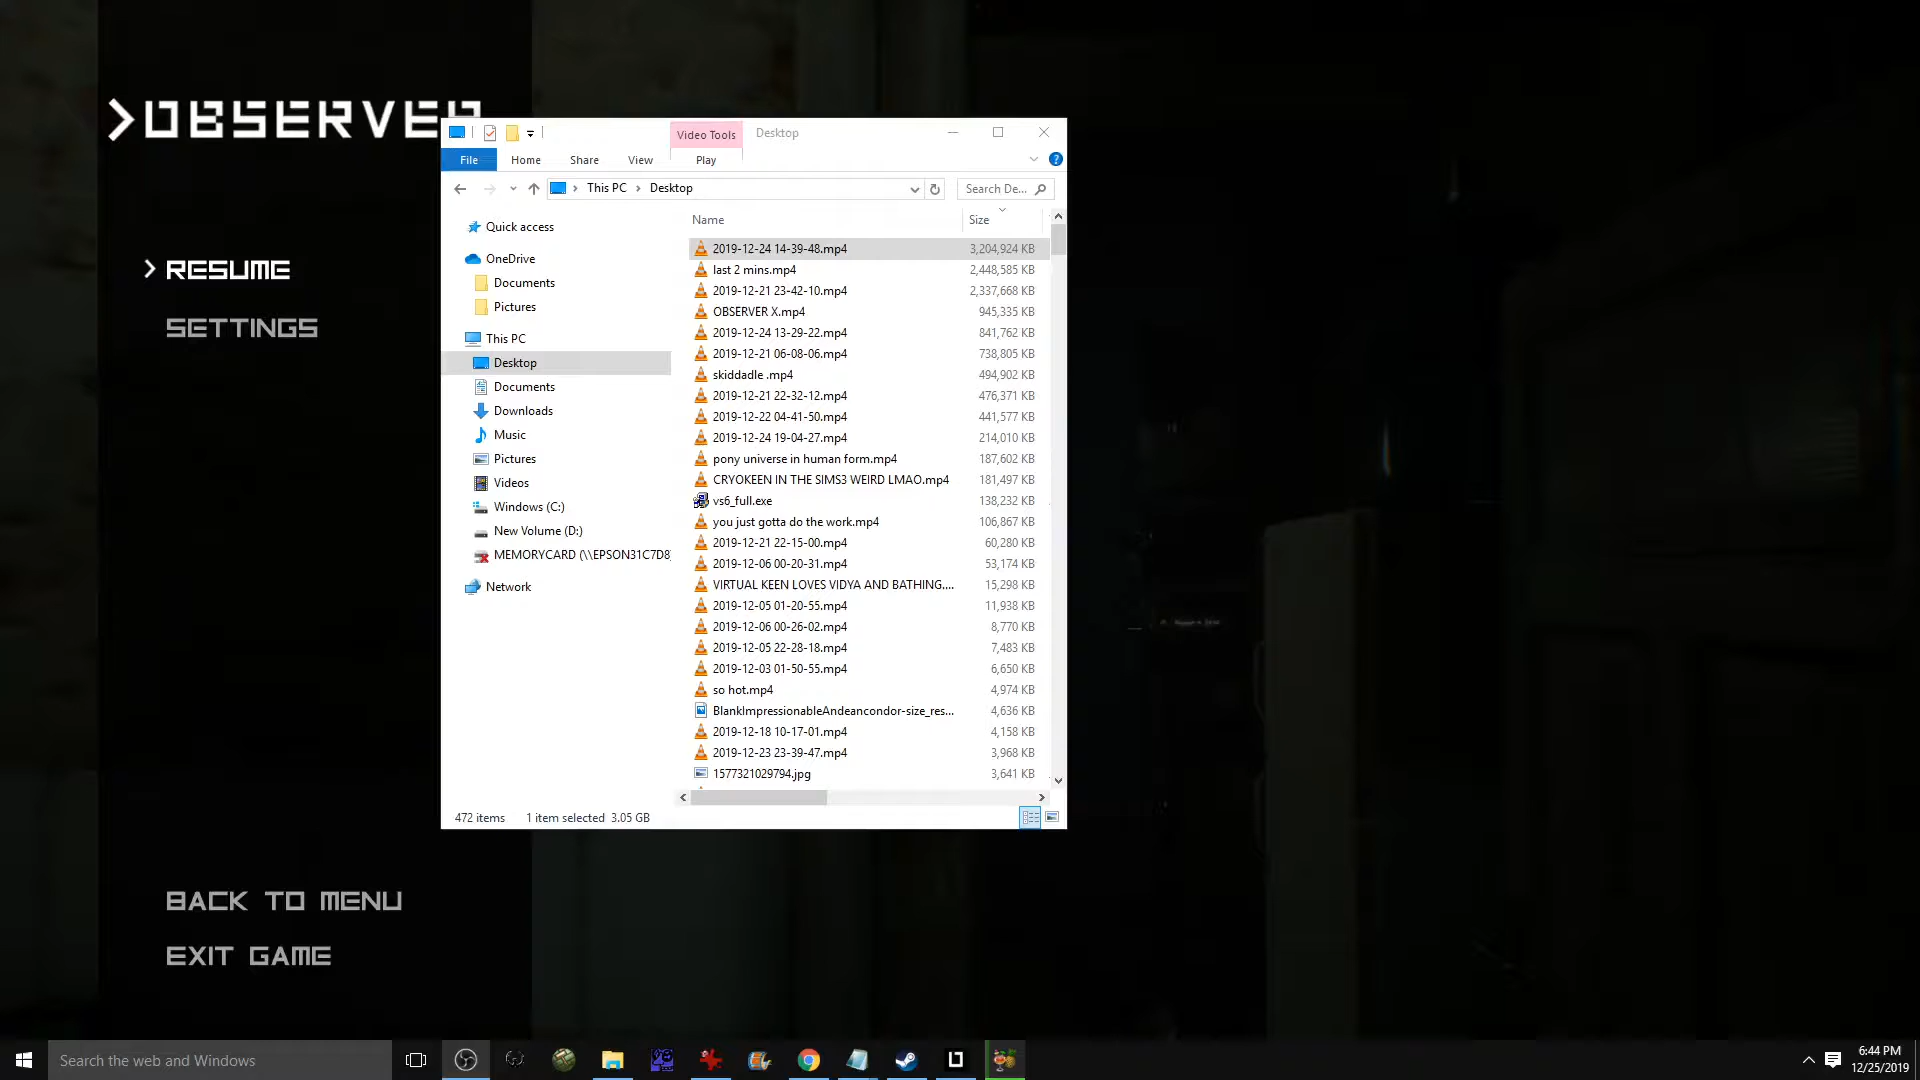 >OBSERVER
> RESUME
SETTINGS
BACK TO MENU
EXIT GAME
Video Tools
Desktop
File
Home
Share
View
Play
This PC > Desktop
Search De...
Quick access
OneDrive
Documents
Pictures
This PC
Desktop
Documents
Downloads
Music
Pictures
Videos
Windows (C:)
New Volume (D:)
MEMORYCARD (\\EPSON31C7D8
Network
Name Size
2019-12-24 14-39-48.mp4 3,204,924 KB
last 2 mins.mp4 2,448,585 KB
2019-12-21 23-42-10.mp4 2,337,668 KB
OBSERVER X.mp4 945,335 KB
2019-12-24 13-29-22.mp4 841,762 KB
2019-12-21 06-08-06.mp4 738,805 KB
skiddadle .mp4 494,902 KB
2019-12-21 22-32-12.mp4 476,371 KB
2019-12-22 04-41-50.mp4 441,577 KB
2019-12-24 19-04-27.mp4 214,010 KB
pony universe in human form.mp4 187,602 KB
CRYOKEEN IN THE SIMS3 WEIRD LMAO.mp4 181,497 KB
vs6_full.exe 138,232 KB
you just gotta do the work.mp4 106,867 KB
2019-12-21 22-15-00.mp4 60,280 KB
2019-12-06 00-20-31.mp4 53,174 KB
VIRTUAL KEEN LOVES VIDYA AND BATHING.... 15,298 KB
2019-12-05 01-20-55.mp4 11,938 KB
2019-12-06 00-26-02.mp4 8,770 KB
2019-12-05 22-28-18.mp4 7,483 KB
2019-12-03 01-50-55.mp4 6,650 KB
so hot.mp4 4,974 KB
BlankImpressionableAndeancondor-size_res... 4,636 KB
2019-12-18 10-17-01.mp4 4,158 KB
2019-12-23 23-39-47.mp4 3,968 KB
1577321029794.jpg 3,641 KB
472 items 1 item selected 3.05 GB
Search the web and Windows
6:44 PM
12/25/2019